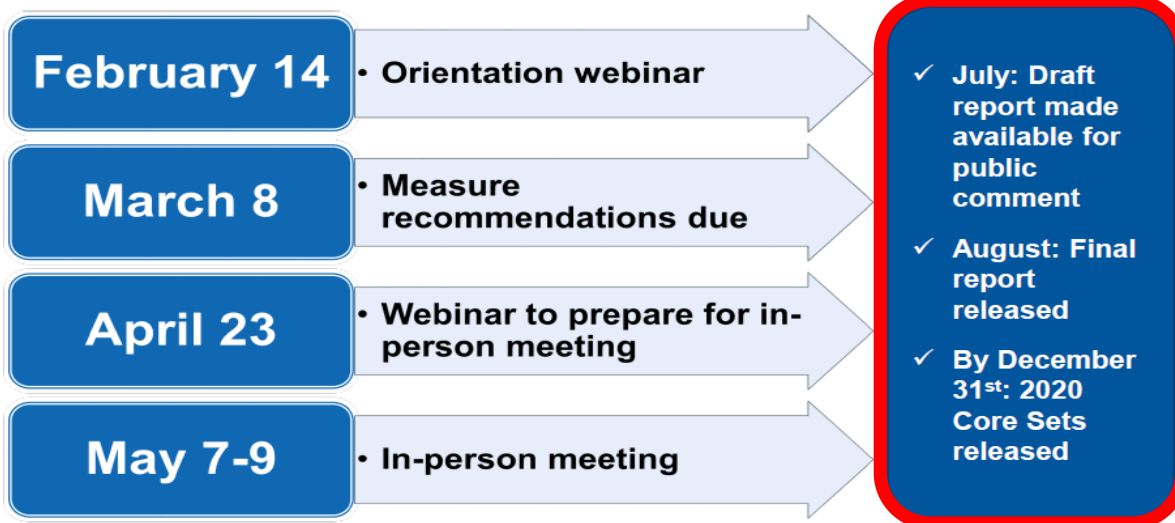 February 14
• Orientation webinar
March 8
• Measure
recommendations due
April 23
• Webinar to prepare for in-
person meeting
May 7-9
• In-person meeting
✓ July: Draft
report made
available for
public
comment
✓ August: Final
report
released
✓ By December
31st: 2020
Core Sets
released